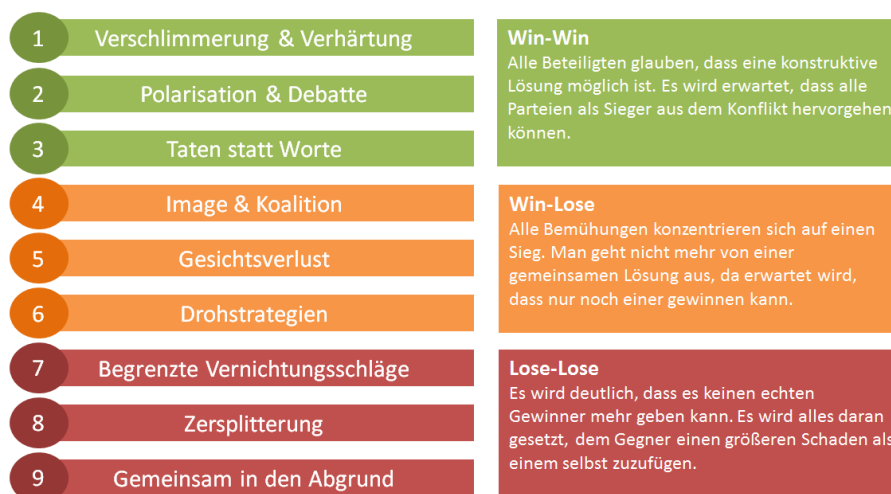 1 Verschlimmerung & Verhärtung
2 Polarisation & Debatte
3 Taten statt Worte
Win-Win
Alle Beteiligten glauben, dass eine konstruktive
Lösung möglich ist. Es wird erwartet, dass alle
Parteien als Sieger aus dem Konflikt hervorgehen
können.
4 Image & Koalition
5 Gesichtsverlust
6 Drohstrategien
Win-Lose
Alle Bemühungen konzentrieren sich auf einen
Sieg. Man geht nicht mehr von einer
gemeinsamen Lösung aus, da erwartet wird,
dass nur noch einer gewinnen kann.
7 Begrenzte Vernichtungsschläge
8 Zersplitterung
9 Gemeinsam in den Abgrund
Lose-Lose
Es wird deutlich, dass es keinen echten
Gewinner mehr geben kann. Es wird alles daran
gesetzt, dem Gegner einen größeren Schaden als
einem selbst zuzufügen.